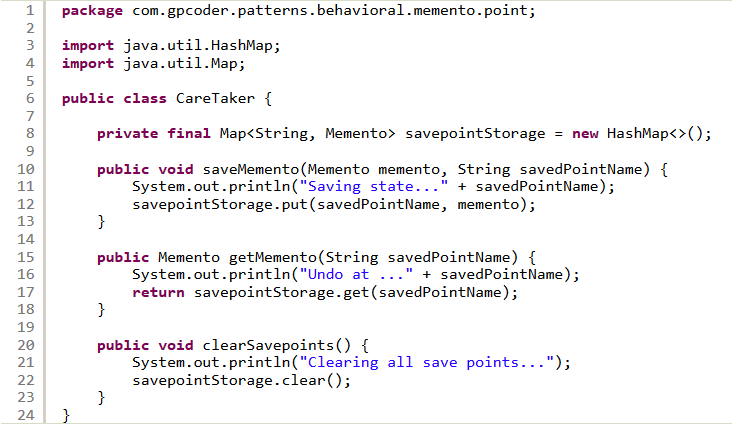 1 package com.gpcoder.patterns.behavioral.memento.point;
2
3 import java.util.HashMap;
4 import java.util.Map;
5
6 public class CareTaker {
7
8     private final Map<String, Memento> savepointStorage = new HashMap<>();
9
10     public void saveMemento(Memento memento, String savedPointName) {
11         System.out.println("Saving state..." + savedPointName);
12         savepointStorage.put(savedPointName, memento);
13     }
14
15     public Memento getMemento(String savedPointName) {
16         System.out.println("Undo at ..." + savedPointName);
17         return savepointStorage.get(savedPointName);
18     }
19
20     public void clearSavepoints() {
21         System.out.println("Clearing all save points...");
22         savepointStorage.clear();
23     }
24 }